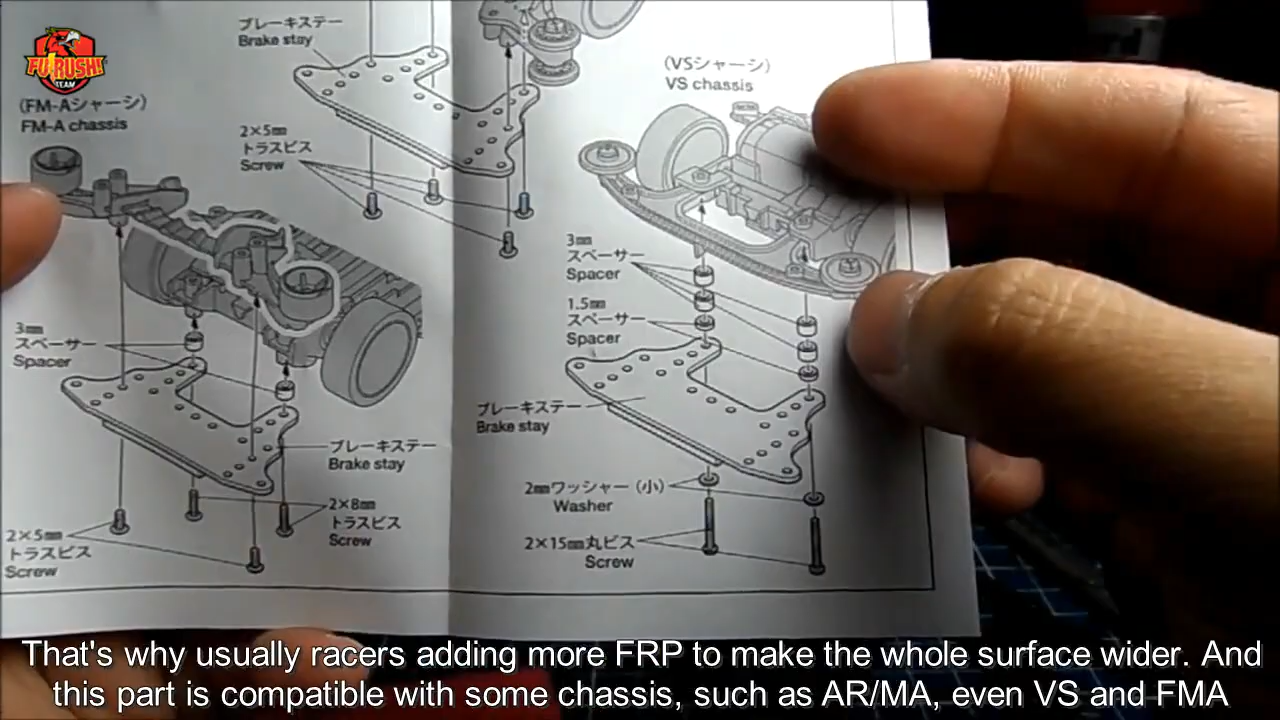 FU RUSH!
TEAM
(FM-Aシャーシ)
FM-A chassis
3㎜
スペーサー
Spacer
ブレーキステー
Brake stay
2×8㎜
トラスビス
Screw
2×5㎜
トラスビス
Screw
ブレーキステー
Brake stay
2×5㎜
トラスビス
Screw
(VSシャーシ)
VS chassis
3㎜
スペーサー
Spacer
1.5㎜
スペーサー
Spacer
ブレーキステー
Brake stay
2㎜ワッシャー(小)
Washer
2×15㎜丸ビス
Screw
That's why usually racers adding more FRP to make the whole surface wider. And
this part is compatible with some chassis, such as AR/MA, even VS and FMA